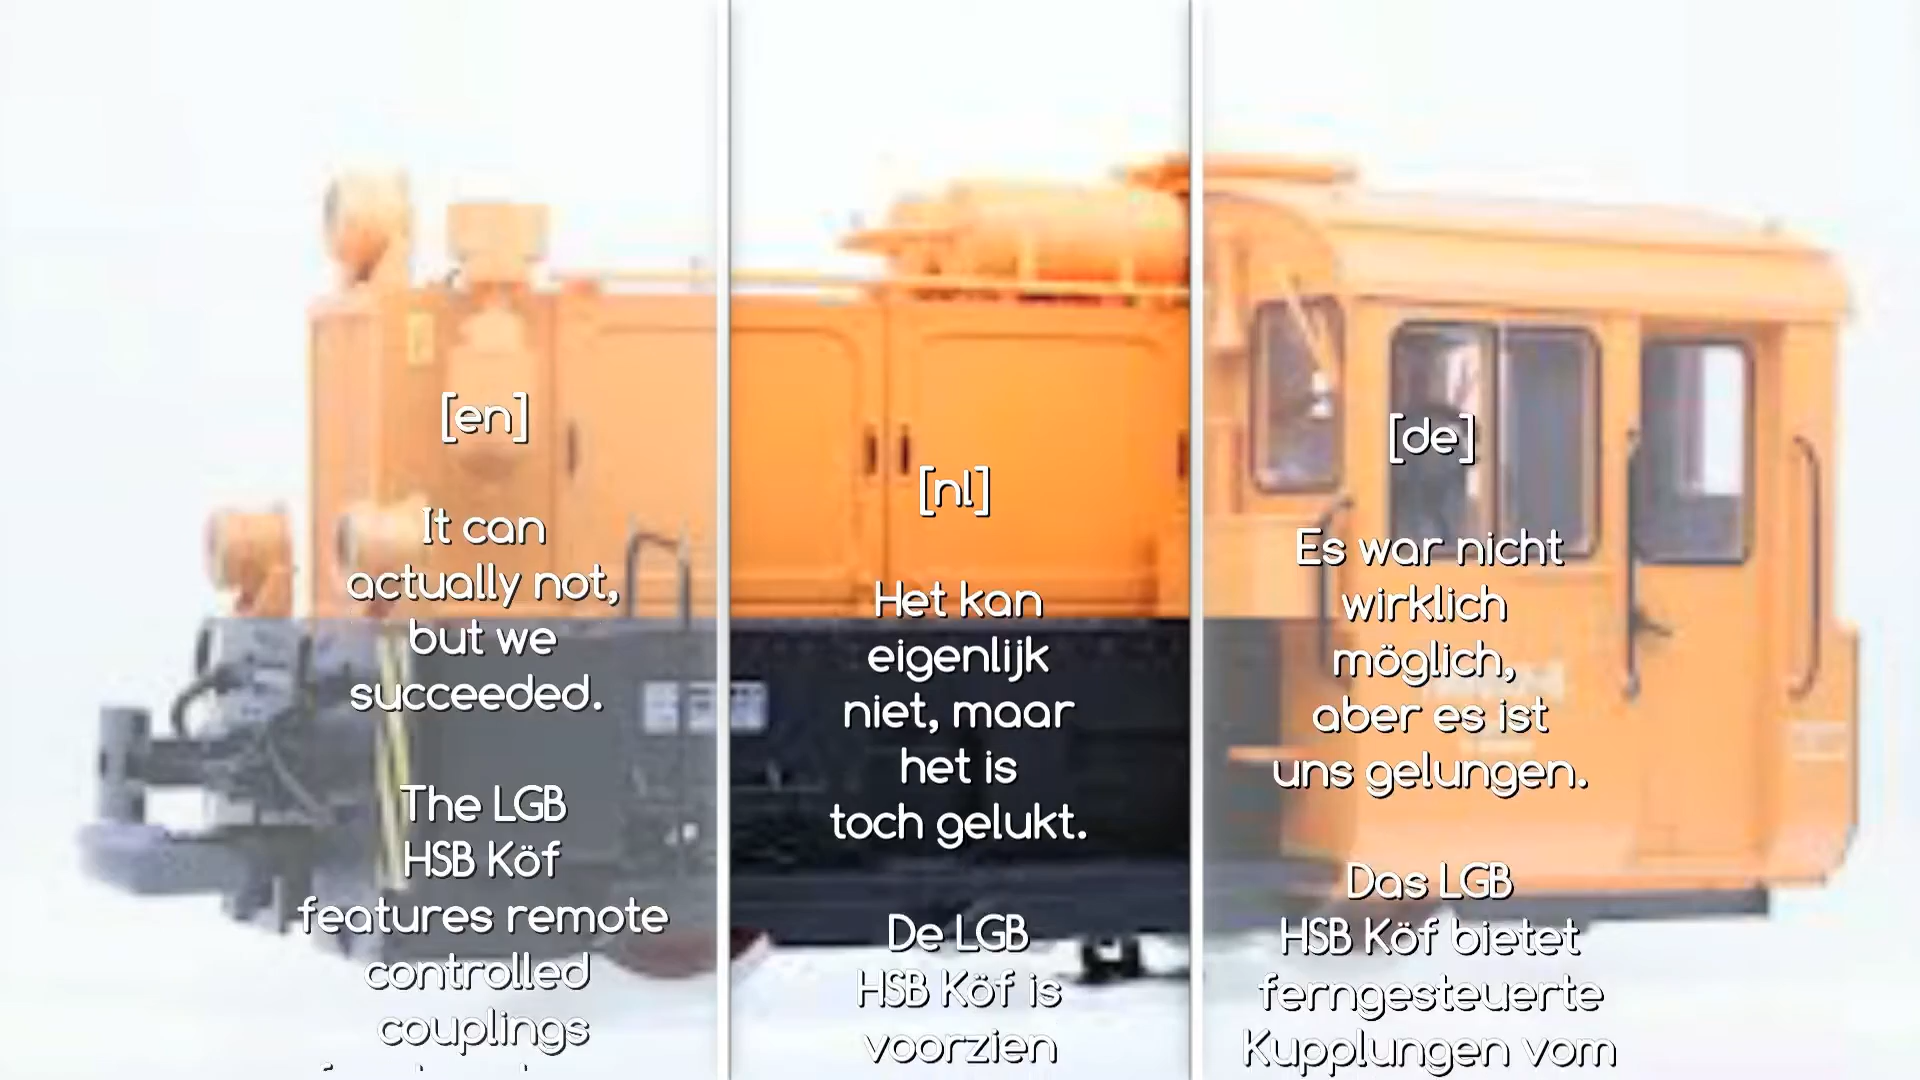 [en]
It can
actually not,
but we
succeeded.
The LGB
HSB Köf
features remote
controlled
couplings
[nl]
Het kan
eigenlijk
niet, maar
het is
toch gelukt.
De LGB
HSB Köf is
voorzien
[de]
Es war nicht
wirklich
möglich,
aber es ist
uns gelungen.
Das LGB
HSB Köf bietet
ferngesteuerte
Kupplungen vom